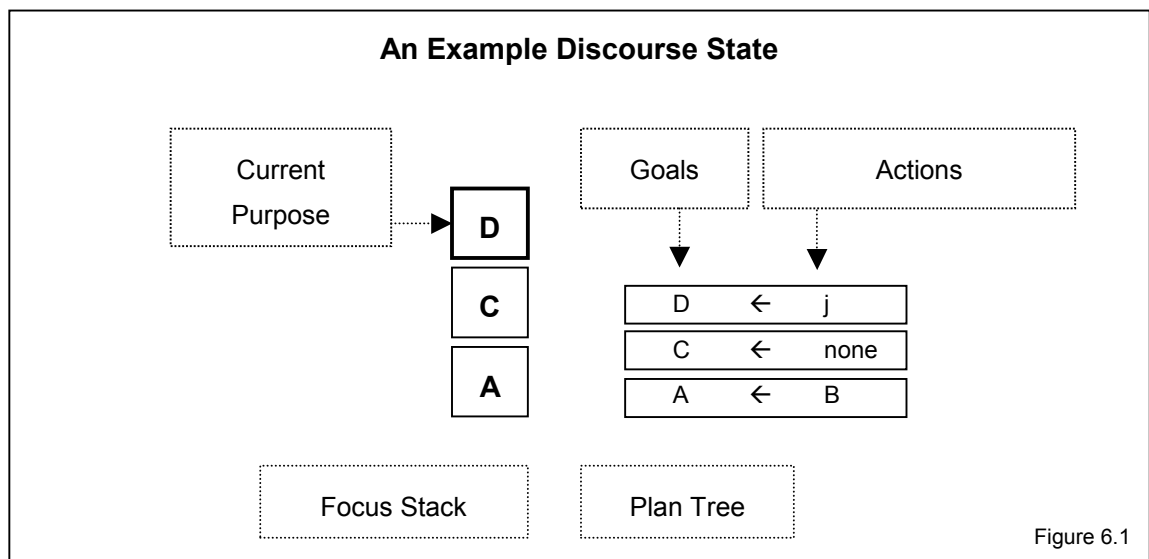 An Example Discourse State
Current
Purpose
Goals
Actions
D
C
A
D ← j
C ← none
A ← B
Focus Stack
Plan Tree
Figure 6.1